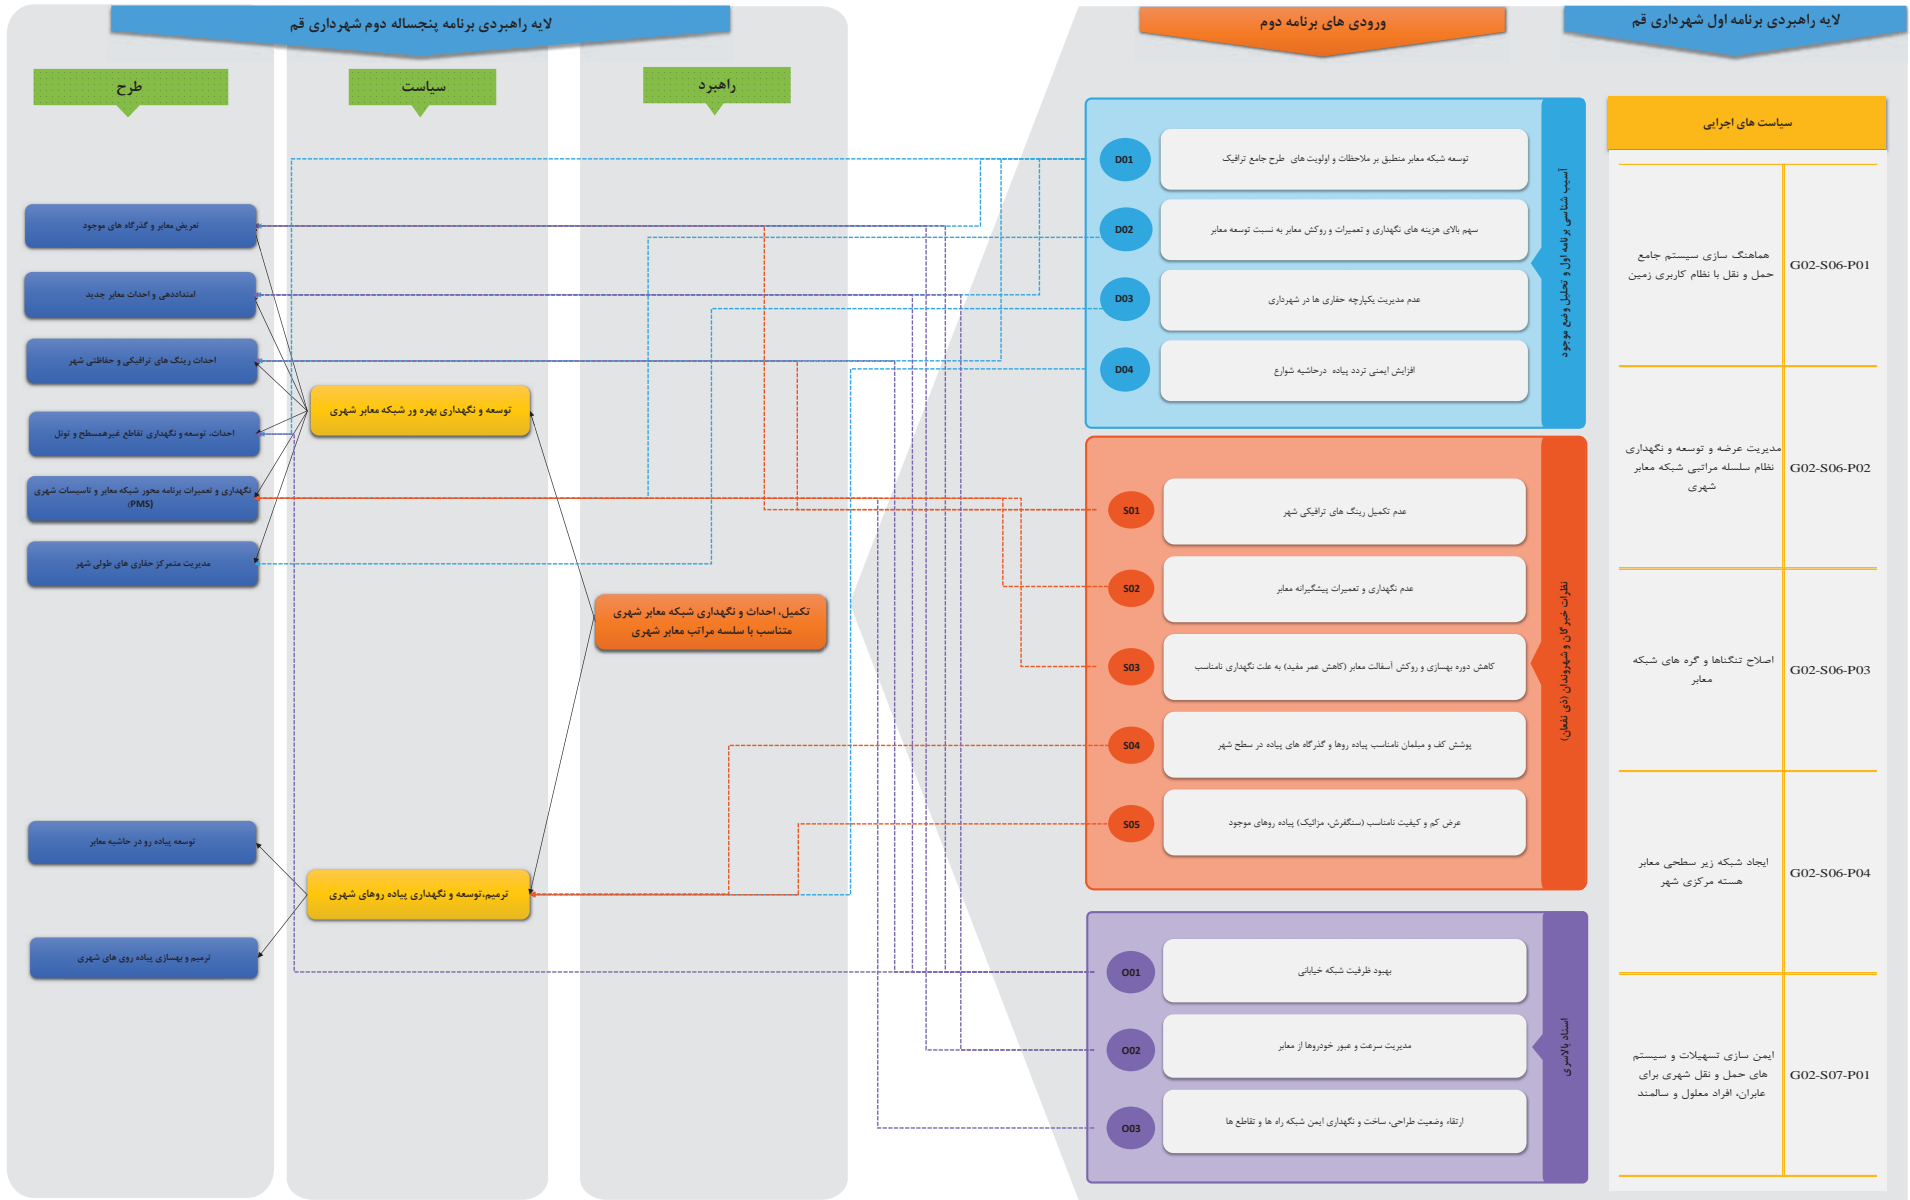 لایه راهبردی برنامه اول شهرداری قم
ورودی های برنامه دوم
لایه راهبردی برنامه پنجساله دوم شهرداری قم
سیاست های اجرایی
G02-S06-P01
هماهنگ سازی سیستم جامع
حمل و نقل با نظام کاربری زمین
G02-S06-P02
مدیریت عرضه و توسعه و نگهداری
نظام سلسله مراتبی شبکه معابر
شهری
G02-S06-P03
اصلاح تنگناها و گره های شبکه
معابر
G02-S06-P04
ایجاد شبکه زیر سطحی معابر
هسته مرکزی شهر
G02-S07-P01
ایمن سازی تسهیلات و سیستم
های حمل و نقل شهری برای
عابران، افراد معلول و سالمند
آسیب شناسی برنامه اول و تحلیل وضع موجود
توسعه شبکه معابر منطبق بر ملاحظات و اولویت های طرح جامع ترافیک
D01
سهم بالای هزینه های نگهداری و تعمیرات و روکش معابر به نسبت توسعه معابر
D02
عدم مدیریت یکپارچه حفاری ها در شهرداری
D03
افزایش ایمنی تردد پیاده درحاشیه شوارع
D04
نظرات خبرگان و شهروندان (ذی نفعان)
عدم تکمیل رینگ های ترافیکی شهر
S01
عدم نگهداری و تعمیرات پیشگیرانه معابر
S02
کاهش دوره بهسازی و روکش آسفالت معابر (کاهش عمر مفید) به علت نگهداری نامناسب
S03
پوشش کف و مبلمان نامناسب پیاده روها و گذرگاه های پیاده در سطح شهر
S04
عرض کم و کیفیت نامناسب (سنگفرش، مزائیک) پیاده روهای موجود
S05
اسناد بالاسری
بهبود ظرفیت شبکه خیابانی
O01
مدیریت سرعت و عبور خودروها از معابر
O02
ارتقاء وضعیت طراحی، ساخت و نگهداری ایمن شبکه راه ها و تقاطع ها
O03
راهبرد
تکمیل، احداث و نگهداری شبکه معابر شهری
متناسب با سلسه مراتب معابر شهری
سیاست
توسعه و نگهداری بهره ور شبکه معابر شهری
ترمیم،توسعه و نگهداری پیاده روهای شهری
طرح
تعریض معابر و گذرگاه های موجود
امتداددهی و احداث معابر جدید
احداث رینگ های ترافیکی و حفاظتی شهر
احداث، توسعه و نگهداری تقاطع غیرهمسطح و تونل
نگهداری و تعمیرات برنامه محور شبکه معابر و تاسیسات شهری
(PMS)
مدیریت متمرکز حفاری های طولی شهر
توسعه پیاده رو در حاشیه معابر
ترمیم و بهسازی پیاده روی های شهری